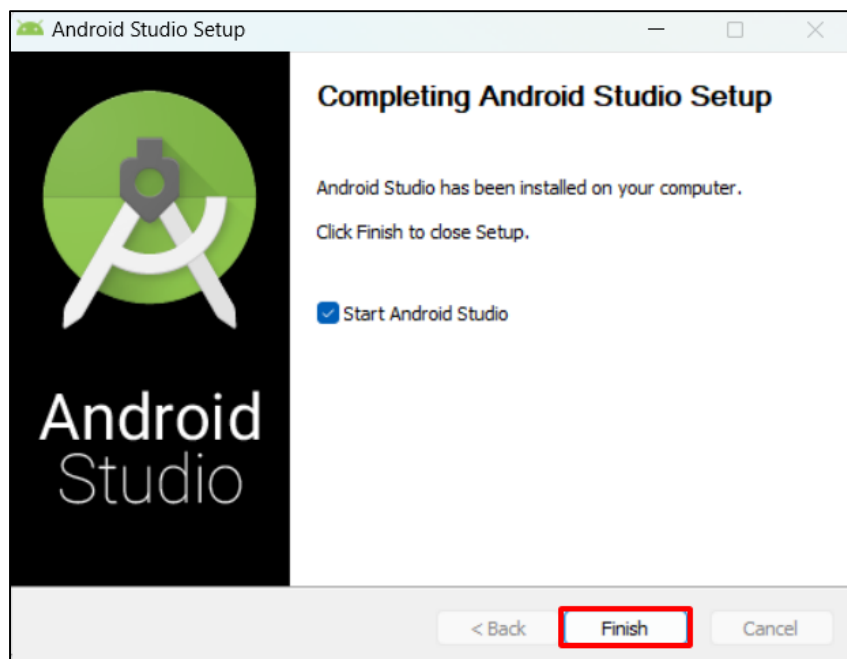 Android Studio Setup
Completing Android Studio Setup
Android Studio has been installed on your computer.
Click Finish to close Setup.
Start Android Studio
Android
Studio
< Back
Finish
Cancel